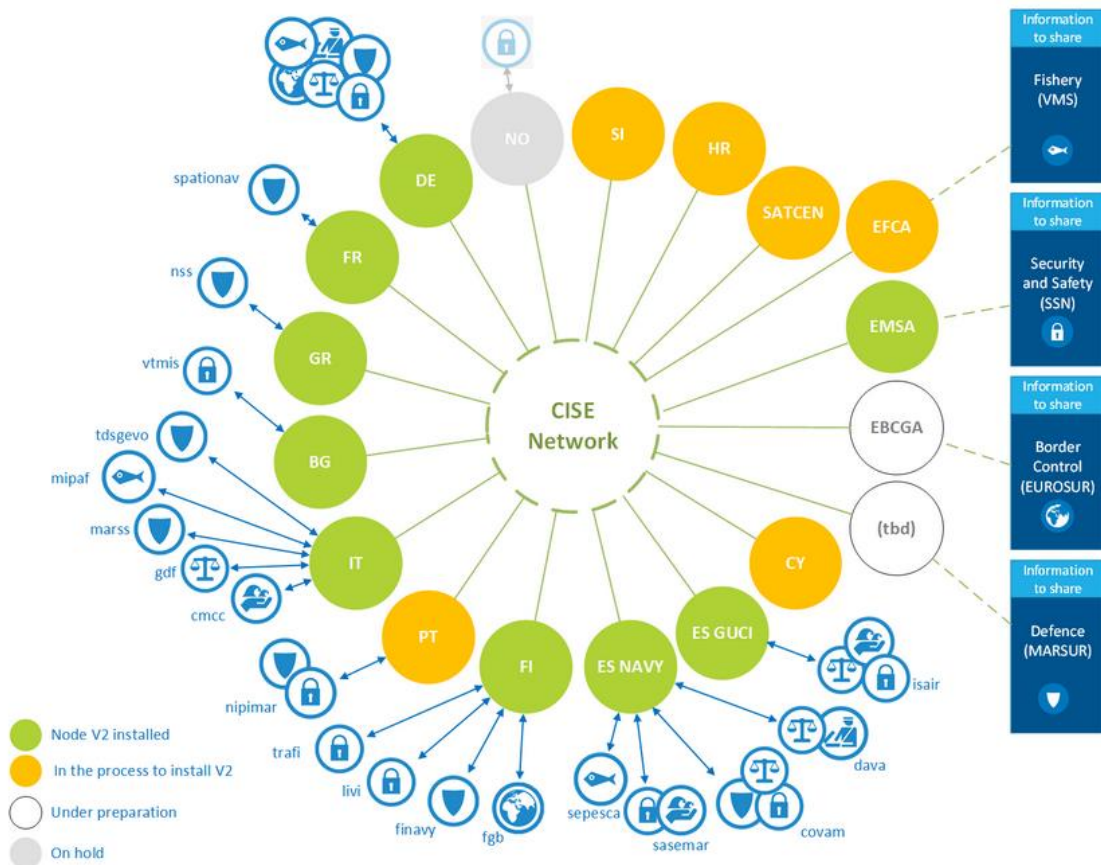 NO
SI
HR
SATCEN
EFCA
EMSA
EBCGA
(tbd)
CY
ES GUCI
ES NAVY
FI
PT
IT
BG
GR
FR
DE
CISE
Network
spationav
nss
vtmis
tdsgevo
mipaf
marss
gdf
cmcc
nipimar
trafi
livi
finavy
fgb
sepesca
sasemar
covam
dava
isair
Information
to share
Fishery
(VMS)
Information
to share
Security
and Safety
(SSN)
Information
to share
Border
Control
(EUROSUR)
Information
to share
Defence
(MARSUR)
Node V2 installed
In the process to install V2
Under preparation
On hold